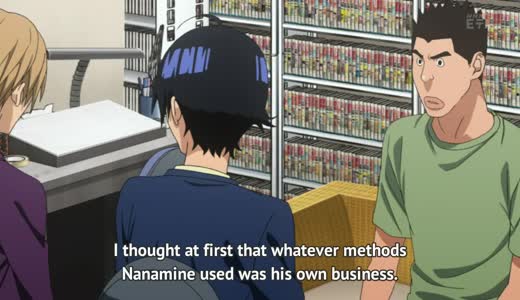 I thought at first that whatever methods
Nanamine used was his own business.